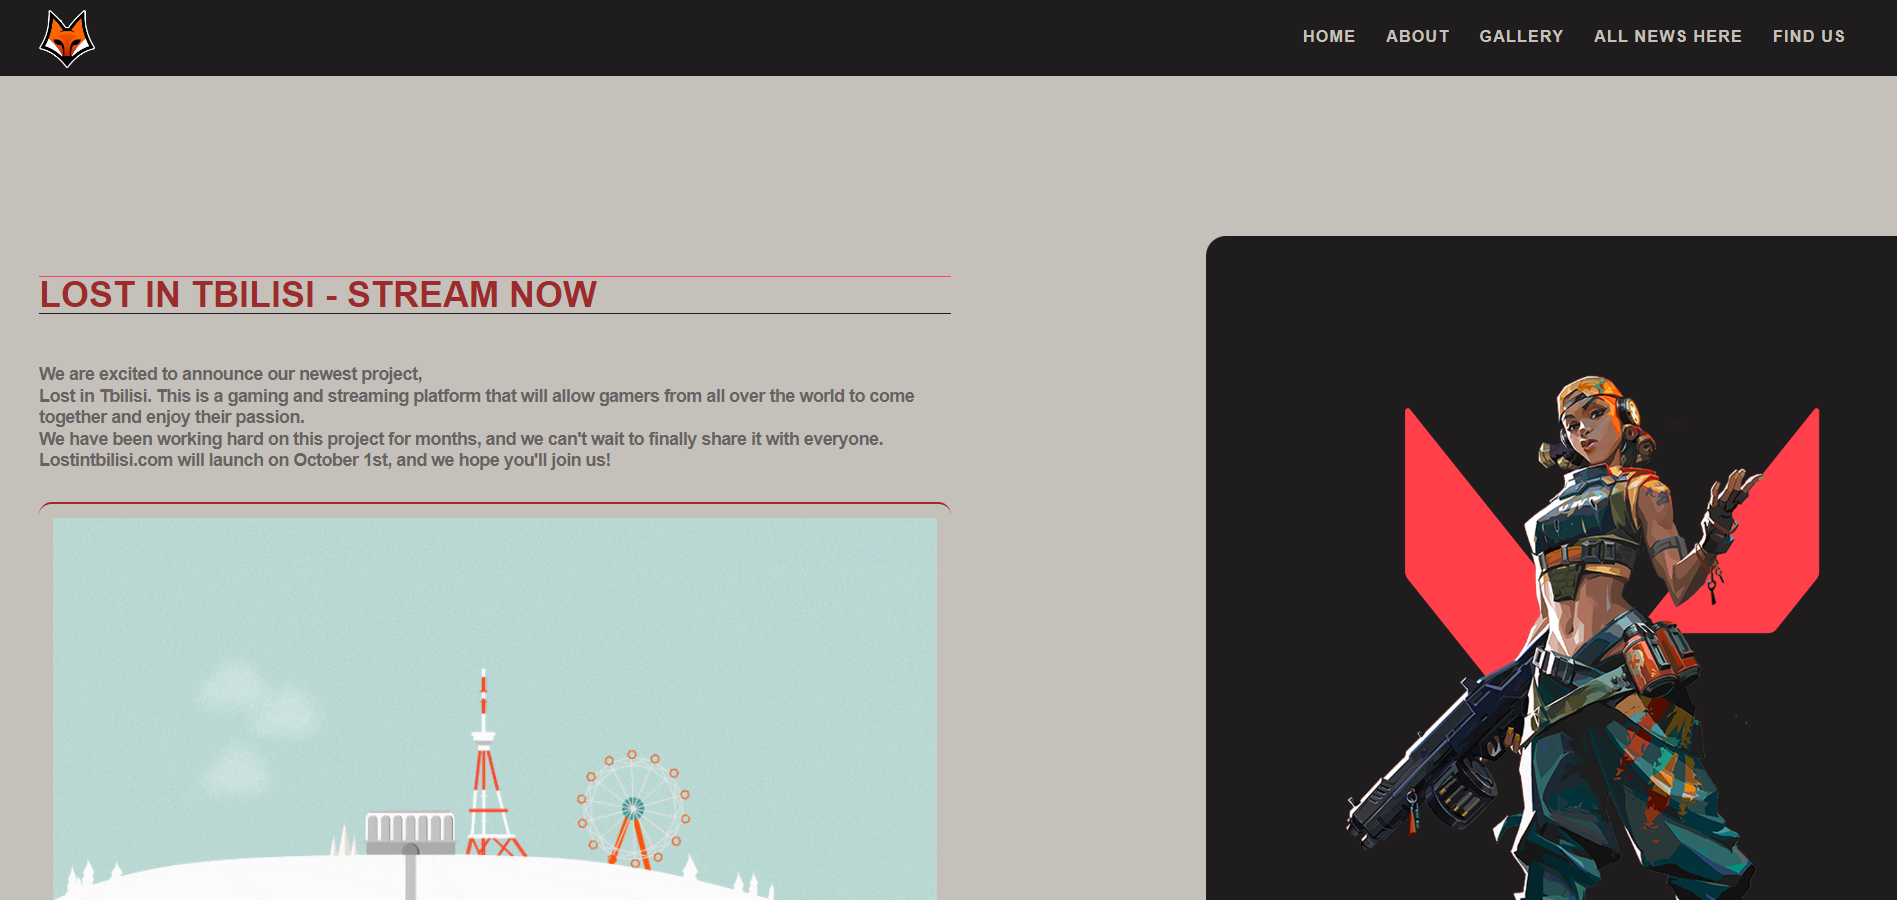 HOME ABOUT GALLERY ALL NEWS HERE FIND US
LOST IN TBILISI - STREAM NOW
We are excited to announce our newest project,
Lost in Tbilisi. This is a gaming and streaming platform that will allow gamers from all over the world to come
together and enjoy their passion.
We have been working hard on this project for months, and we can't wait to finally share it with everyone.
Lostintbilisi.com will launch on October 1st, and we hope you'll join us!